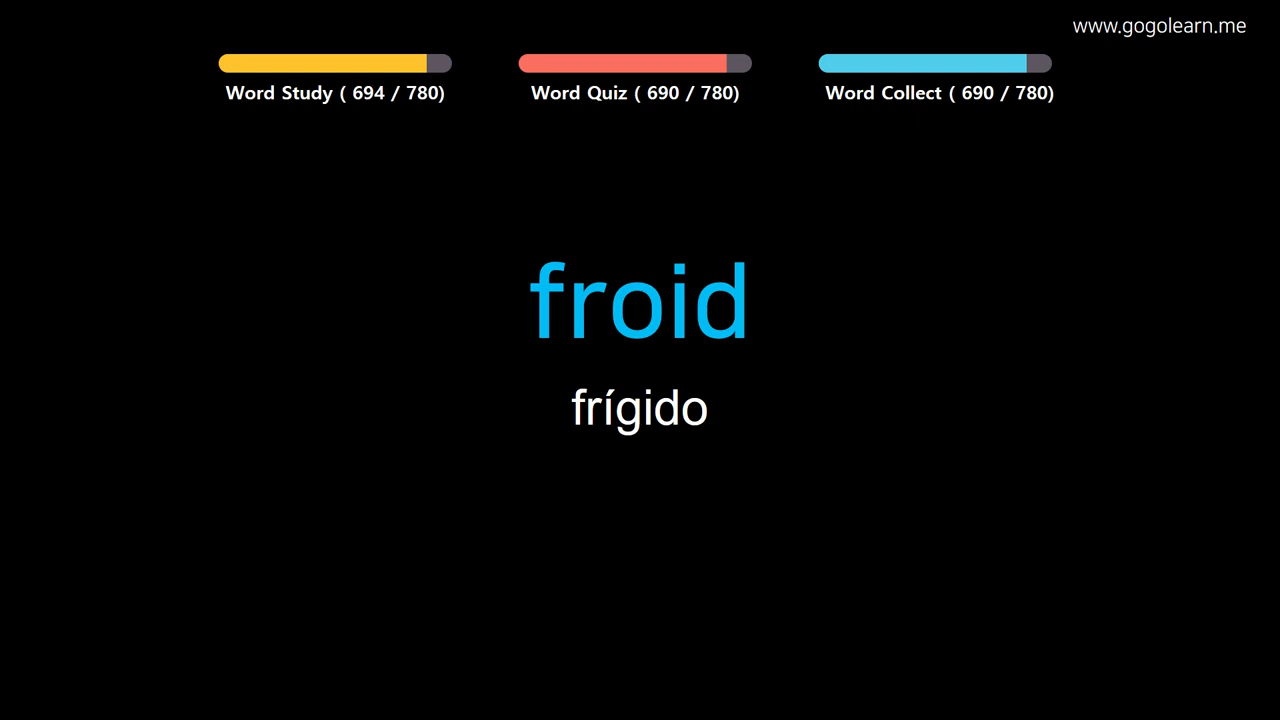 www.gogolearn.me
Word Study ( 694 / 780)
Word Quiz ( 690 / 780)
Word Collect ( 690 / 780)
froid
frígido